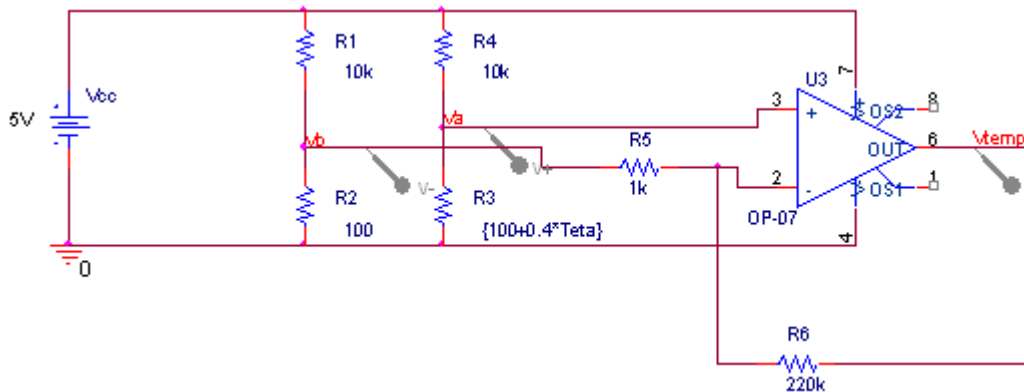 R1
10k
R4
10k
U3
7
Vcc
5V
3
+
OS2
8
Va
Vb
R5
1k
V+
V-
OUT
6
Vtemp
2
-
OS1
1
R2
100
R3
{100+0.4*Teta}
OP-07
4
0
R6
220k